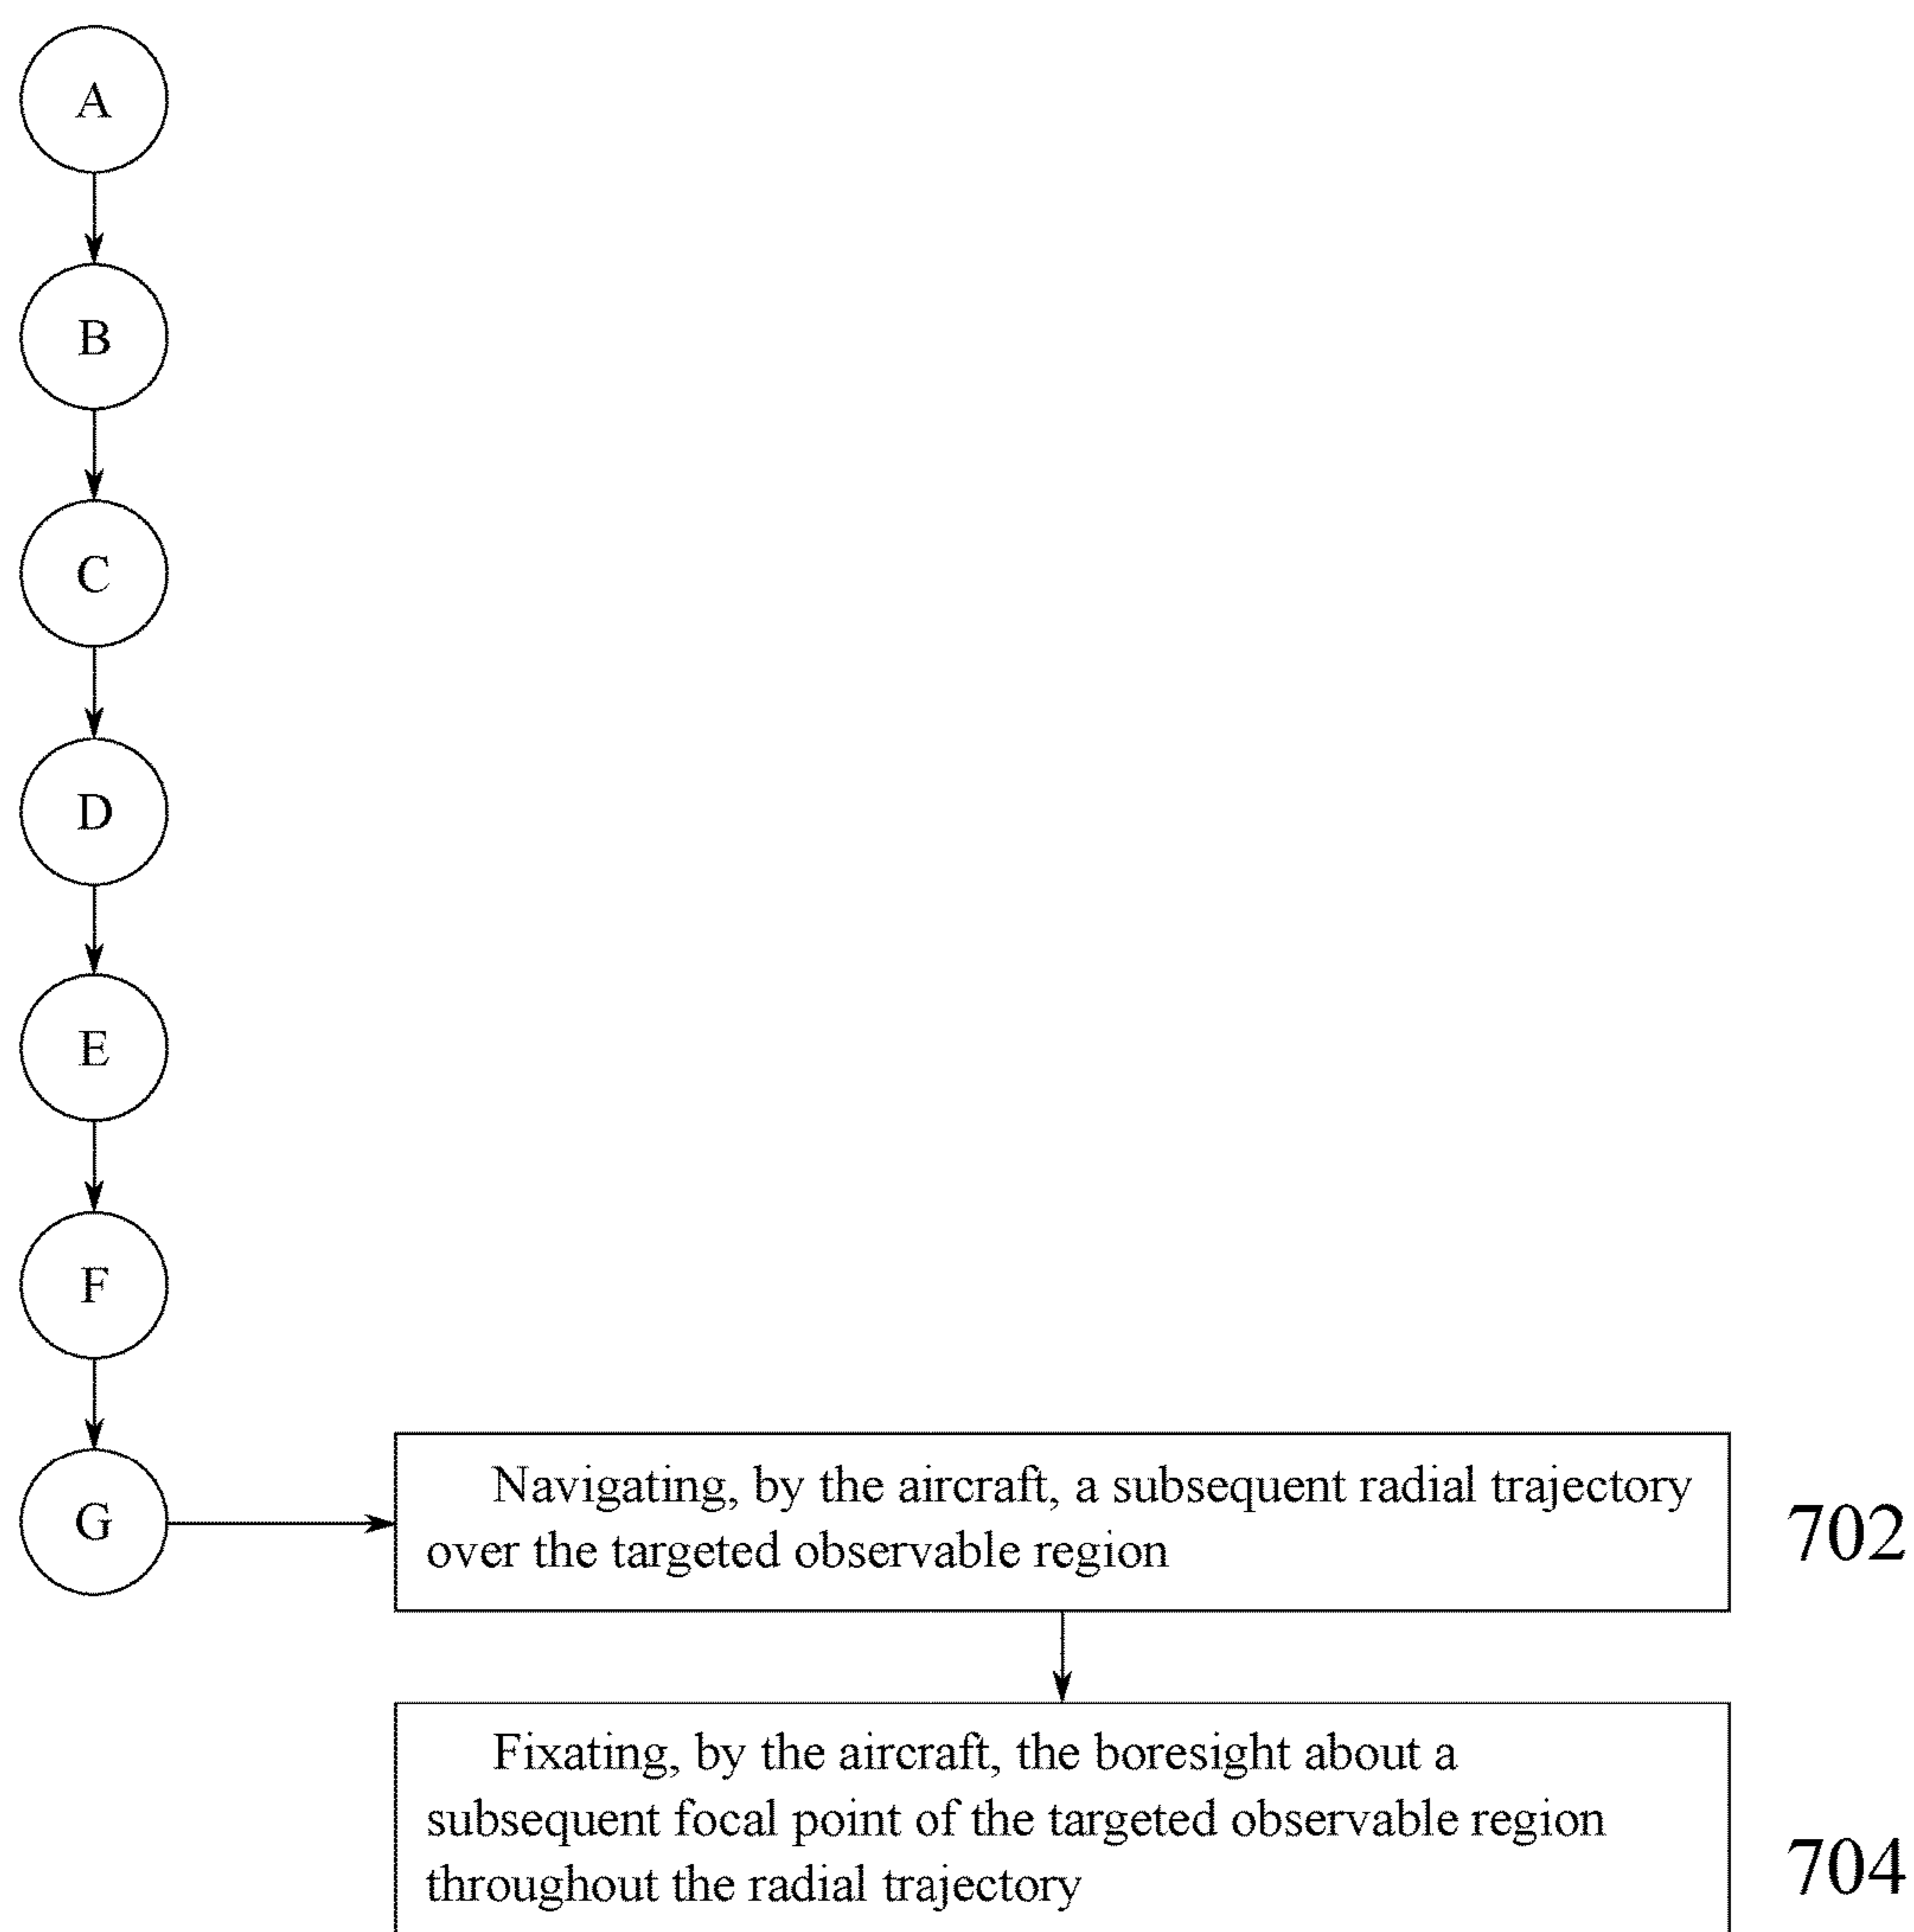 A
B
C
D
E
F
G
Navigating, by the aircraft, a subsequent radial trajectory
over the targeted observable region
702
Fixating, by the aircraft, the boresight about a
subsequent focal point of the targeted observable region
throughout the radial trajectory
704